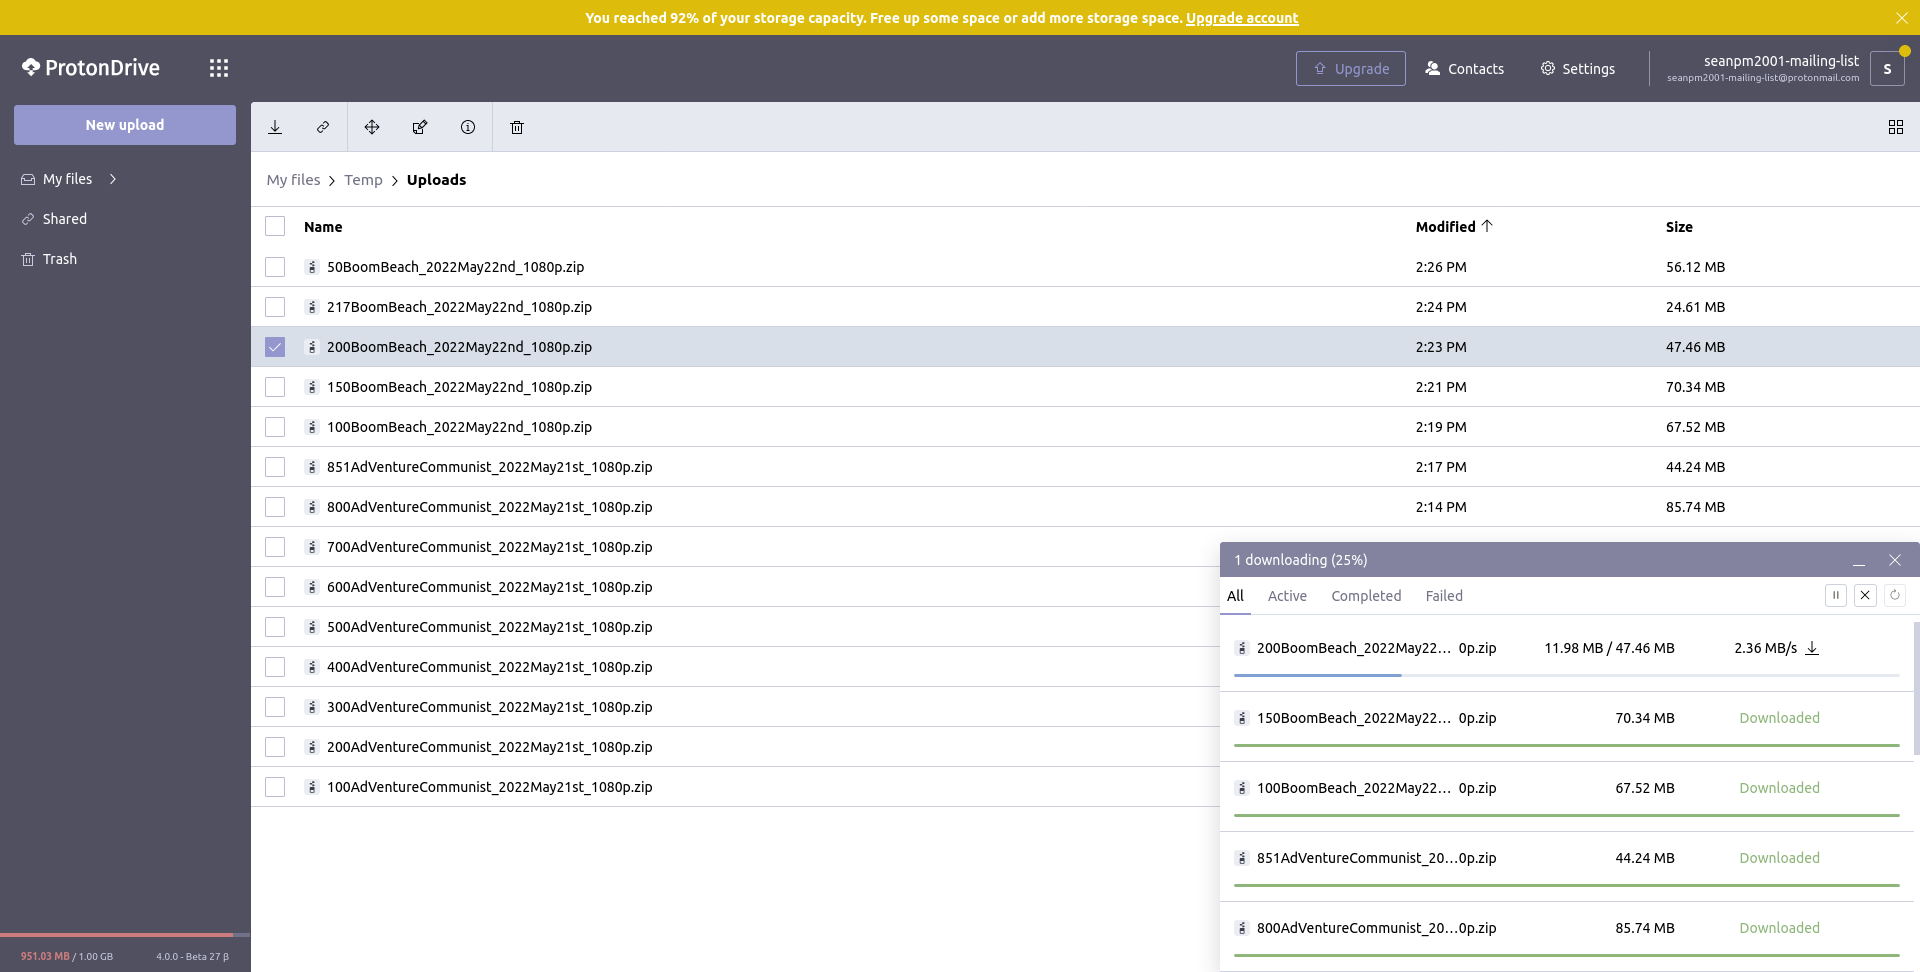 You reached 92% of your storage capacity. Free up some space or add more storage space. Upgrade account
ProtonDrive
Upgrade
Contacts
Settings
seanpm2001-mailing-list
seanpm2001-mailing-list@protonmail.com
S
New upload
My files
Shared
Trash
My files > Temp > Uploads
Name Modified Size
50BoomBeach_2022May22nd_1080p.zip 2:26 PM 56.12 MB
217BoomBeach_2022May22nd_1080p.zip 2:24 PM 24.61 MB
200BoomBeach_2022May22nd_1080p.zip 2:23 PM 47.46 MB
150BoomBeach_2022May22nd_1080p.zip 2:21 PM 70.34 MB
100BoomBeach_2022May22nd_1080p.zip 2:19 PM 67.52 MB
851AdVentureCommunist_2022May21st_1080p.zip 2:17 PM 44.24 MB
800AdVentureCommunist_2022May21st_1080p.zip 2:14 PM 85.74 MB
700AdVentureCommunist_2022May21st_1080p.zip
600AdVentureCommunist_2022May21st_1080p.zip
500AdVentureCommunist_2022May21st_1080p.zip
400AdVentureCommunist_2022May21st_1080p.zip
300AdVentureCommunist_2022May21st_1080p.zip
200AdVentureCommunist_2022May21st_1080p.zip
100AdVentureCommunist_2022May21st_1080p.zip
1 downloading (25%)
All Active Completed Failed
200BoomBeach_2022May22... 0p.zip 11.98 MB / 47.46 MB 2.36 MB/s
150BoomBeach_2022May22... 0p.zip 70.34 MB Downloaded
100BoomBeach_2022May22... 0p.zip 67.52 MB Downloaded
851AdVentureCommunist_20...0p.zip 44.24 MB Downloaded
800AdVentureCommunist_20...0p.zip 85.74 MB Downloaded
951.03 MB / 1.00 GB 4.0.0 - Beta 27 β